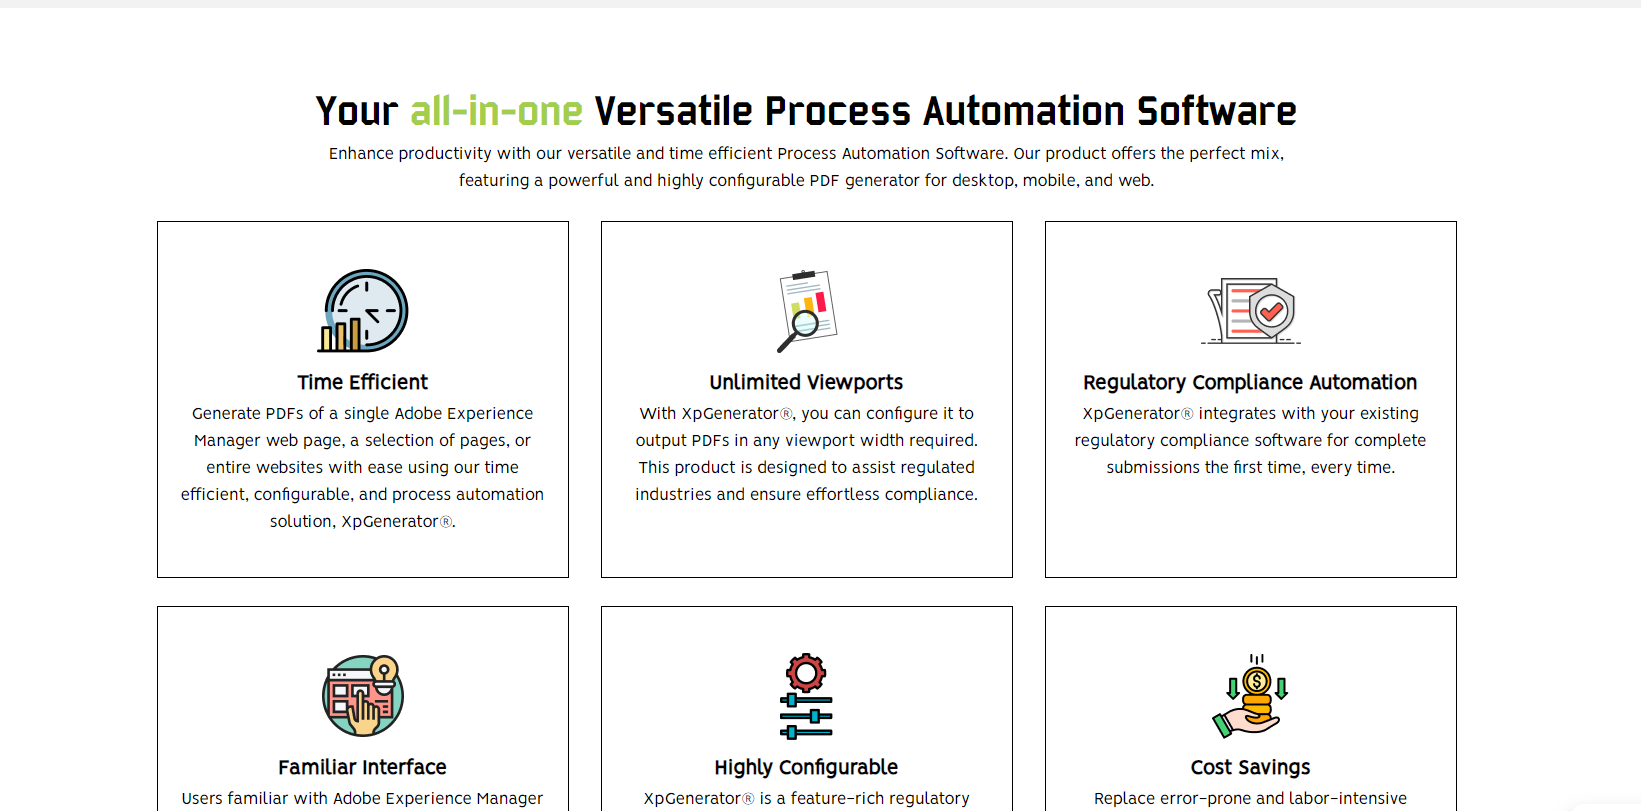 Your all-in-one Versatile Process Automation Software
Enhance productivity with our versatile and time efficient Process Automation Software. Our product offers the perfect mix,
featuring a powerful and highly configurable PDF generator for desktop, mobile, and web.
Time Efficient
Generate PDFs of a single Adobe Experience
Manager web page, a selection of pages, or
entire websites with ease using our time
efficient, configurable, and process automation
solution, XpGenerator®.
Unlimited Viewports
With XpGenerator®, you can configure it to
output PDFs in any viewport width required.
This product is designed to assist regulated
industries and ensure effortless compliance.
Regulatory Compliance Automation
XpGenerator® integrates with your existing
regulatory compliance software for complete
submissions the first time, every time.
Familiar Interface
Users familiar with Adobe Experience Manager
Highly Configurable
XpGenerator® is a feature-rich regulatory
$
Cost Savings
Replace error-prone and labor-intensive